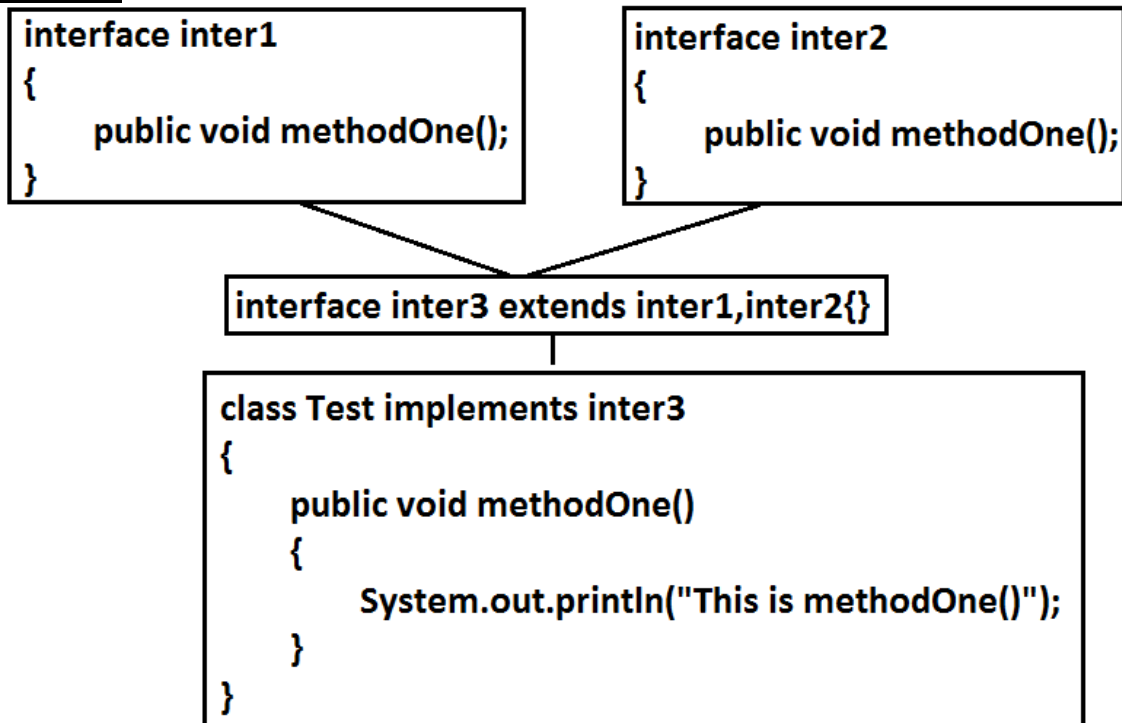 interface inter1
{
public void methodOne();
}
interface inter2
{
public void methodOne();
}
interface inter3 extends inter1,inter2{}
class Test implements inter3
{
public void methodOne()
{
System.out.println("This is methodOne()");
}
}